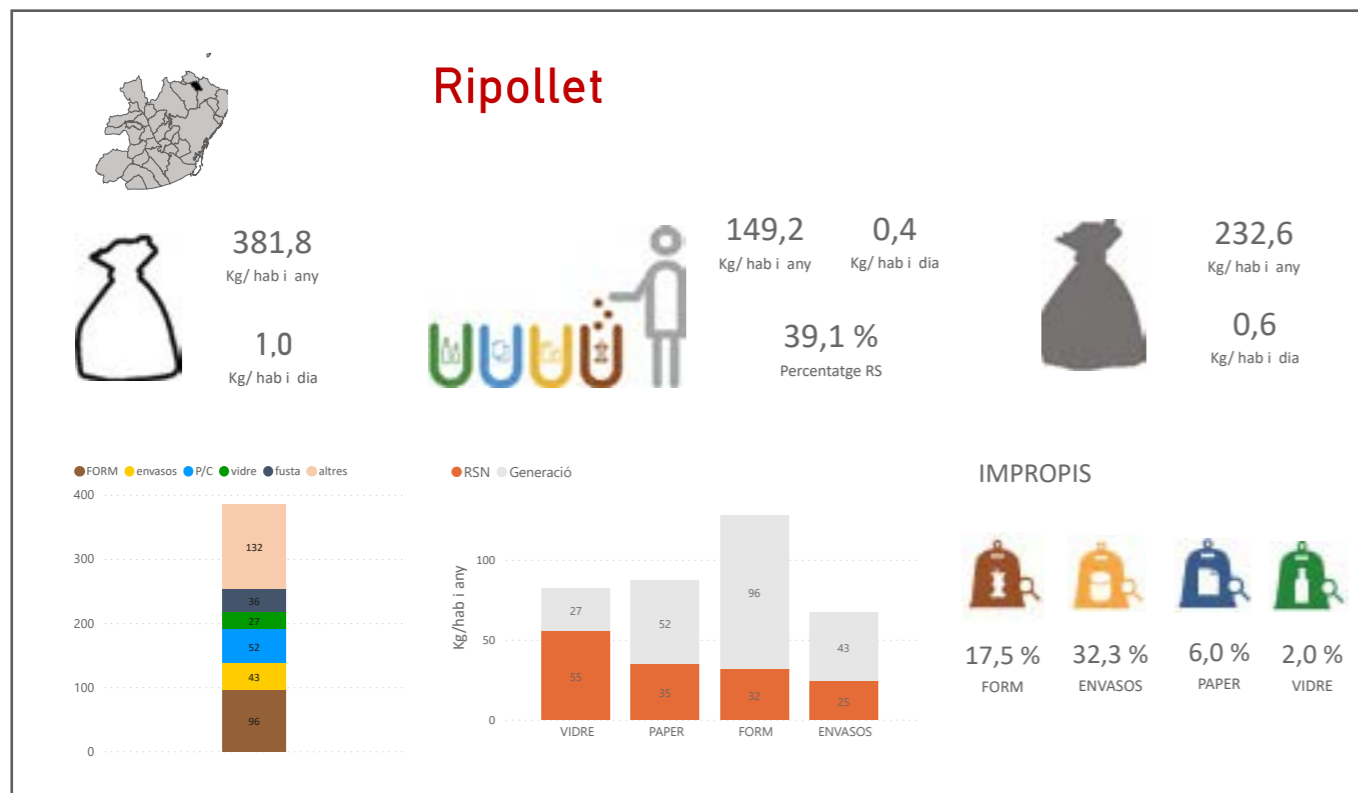 Ripollet
381,8
Kg/ hab i any
1,0
Kg/ hab i dia
149,2
Kg/ hab i any
0,4
Kg/ hab i dia
39,1 %
Percentatge RS
232,6
Kg/ hab i any
0,6
Kg/ hab i dia
FORM envasos P/C vidre fusta altres
400
300
200
100
0
132
36
27
52
43
96
RSN Generació
Kg/hab i any
100
50
0
27
55
52
35
96
32
43
25
VIDRE PAPER FORM ENVASOS
IMPROPIS
17,5 % 32,3 % 6,0 % 2,0 %
FORM ENVASOS PAPER VIDRE